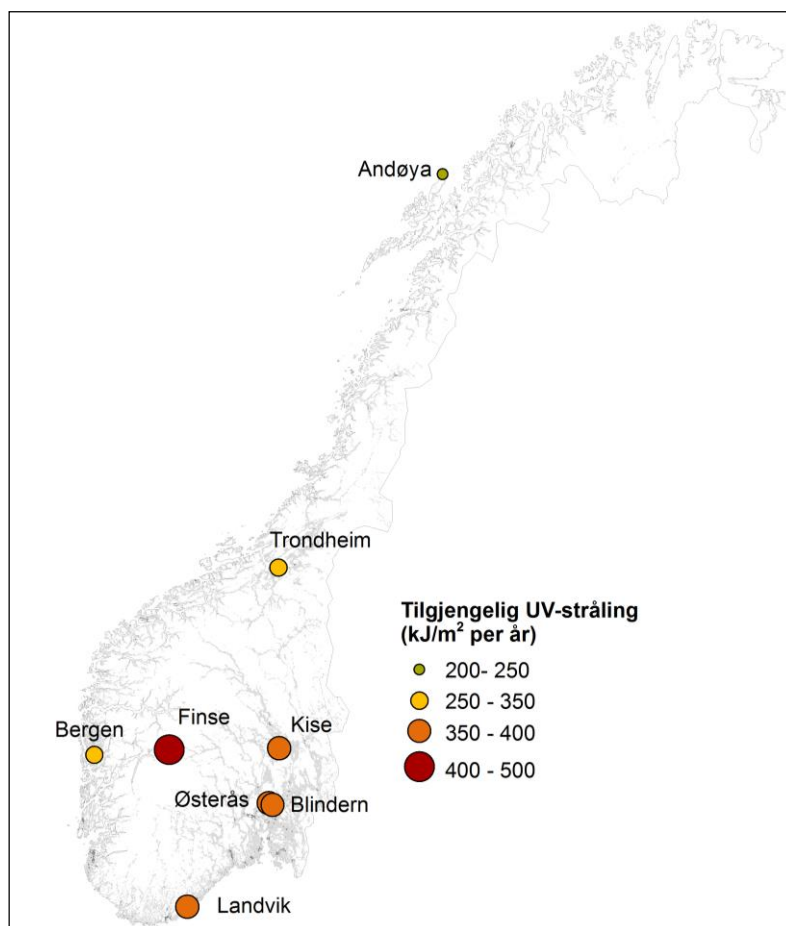 Andøya
Trondheim
Tilgjengelig UV-stråling
(kJ/m² per år)
200- 250
250 - 350
350 - 400
400 - 500
Bergen
Finse
Kise
Østerås
Blindern
Landvik